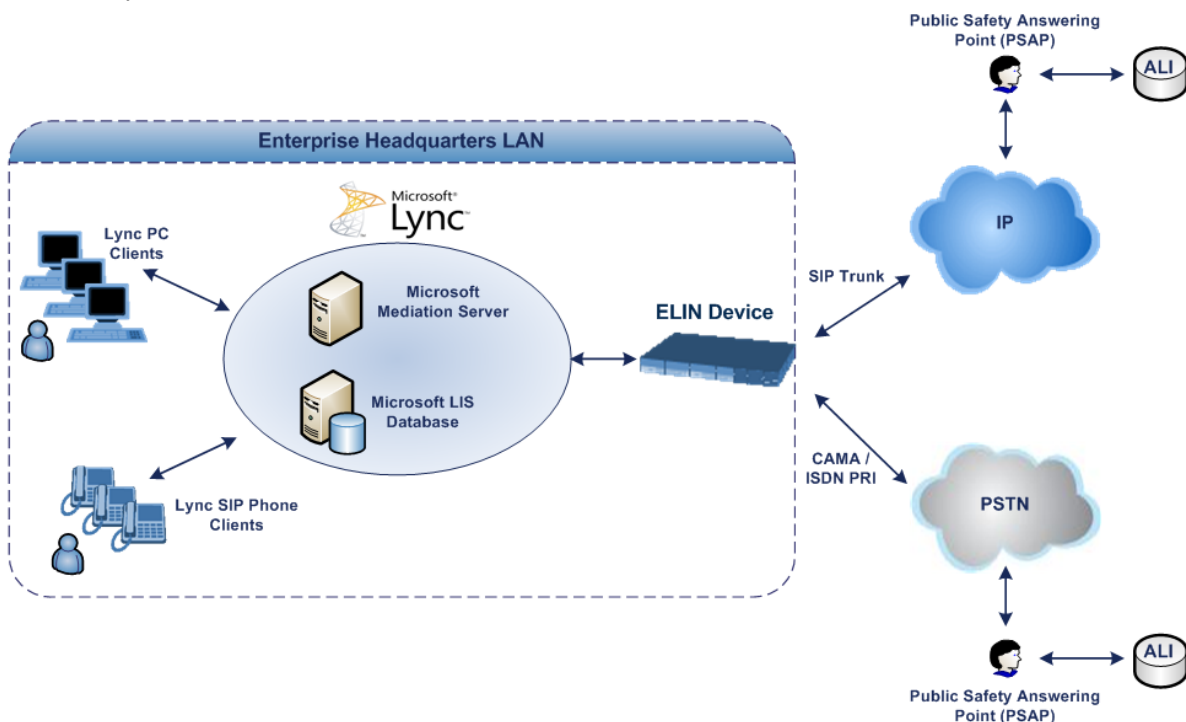 Public Safety Answering
Point (PSAP)
ALI
Enterprise Headquarters LAN
Microsoft®
Lync™
Lync PC
Clients
IP
SIP Trunk
Microsoft
Mediation Server
ELIN Device
Microsoft LIS
Database
CAMA /
ISDN PRI
Lync SIP Phone
Clients
PSTN
ALI
Public Safety Answering
Point (PSAP)